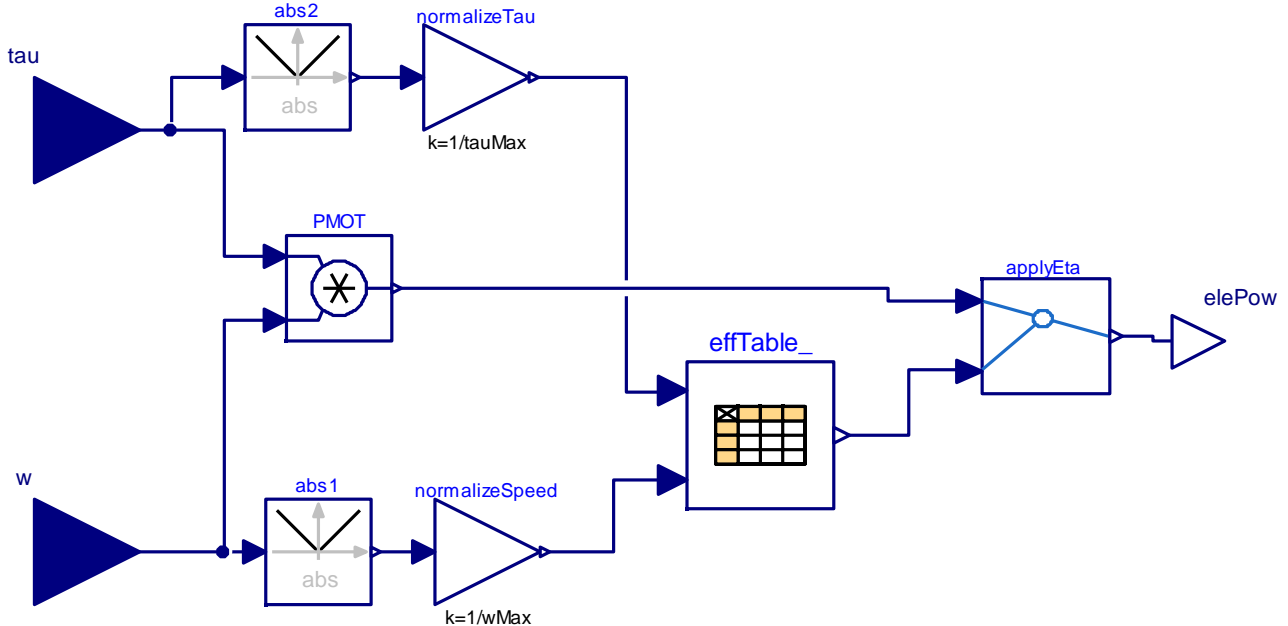 abs2
normalizeTau
tau
abs
k=1/tauMax
PMOT
applyEta
elePow
effTable_
w
abs1
normalizeSpeed
abs
k=1/wMax